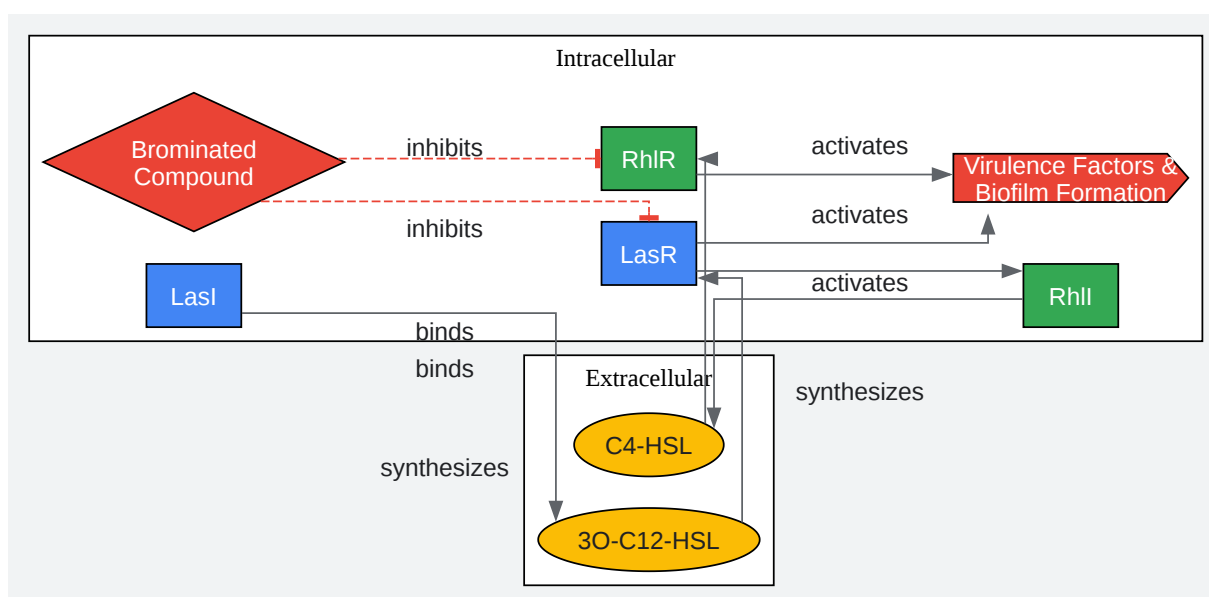 Intracellular
Brominated
Compound
inhibits
RhlR
activates
Virulence Factors &
Biofilm Formation
inhibits
LasR
activates
LasI
activates
RhlI
binds
binds
Extracellular
synthesizes
C4-HSL
synthesizes
3O-C12-HSL